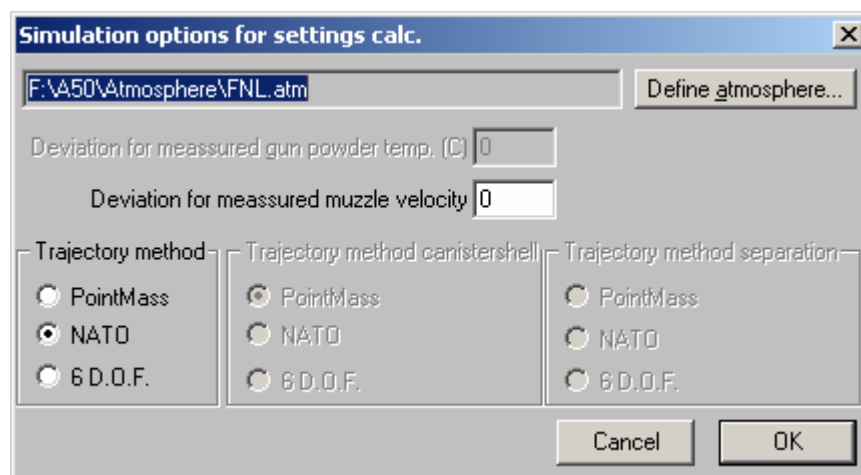 Simulation options for settings calc.
F:\A50\Atmosphere\FNL.atm Define atmosphere...
Deviation for meassured gun powder temp. (C) 0
Deviation for meassured muzzle velocity 0
Trajectory method Trajectory method canistershell Trajectory method separation
PointMass PointMass PointMass
NATO NATO NATO
6 D.O.F. 6 D.O.F. 6 D.O.F.
Cancel OK